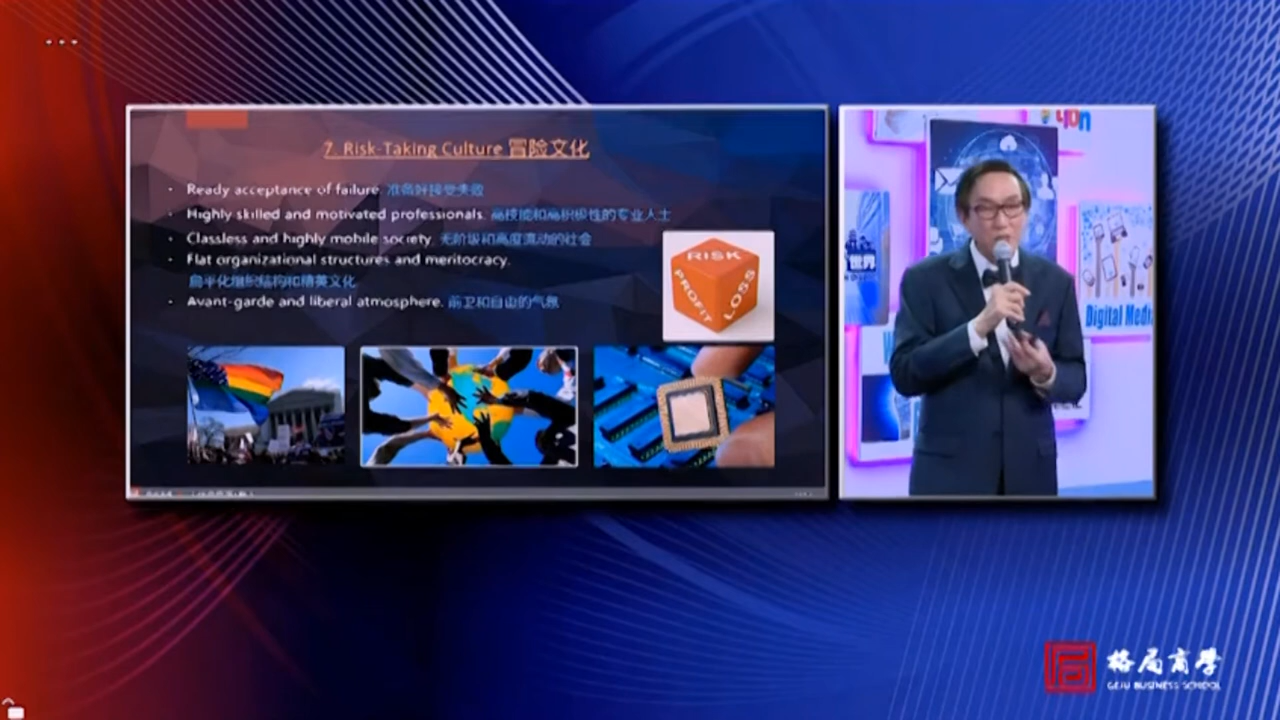 7. Risk-Taking Culture 冒险文化
• Ready acceptance of failure. 准备好接受失败
• Highly skilled and motivated professionals. 高技能和高积极性的专业人士
• Classless and highly mobile society. 无阶级和高度流动的社会
• Flat organizational structures and meritocracy.
扁平化组织结构和精英文化
• Avant-garde and liberal atmosphere. 前卫和自由的气氛
RISK
PROFIT
LOSS
世界
Digital Media
格局商學
GEJU BUSINESS SCHOOL